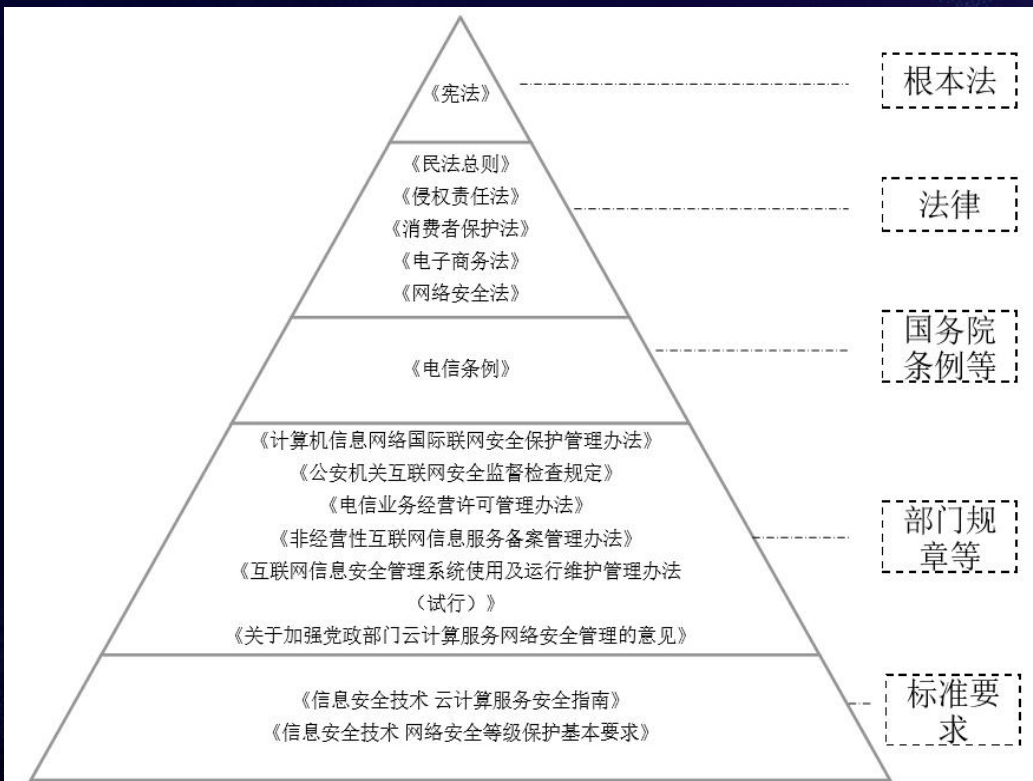 《宪法》
根本法
《民法总则》
《侵权责任法》
《消费者保护法》
《电子商务法》
《网络安全法》
法律
《电信条例》
国务院
条例等
《计算机信息网络国际联网安全保护管理办法》
《公安机关互联网安全监督检查规定》
《电信业务经营许可管理办法》
《非经营性互联网信息服务备案管理办法》
《互联网信息安全管理系统使用及运行维护管理办法
（试行）》
《关于加强党政部门云计算服务网络安全管理的意见》
部门规
章等
《信息安全技术 云计算服务安全指南》
《信息安全技术 网络安全等级保护基本要求》
标准要
求